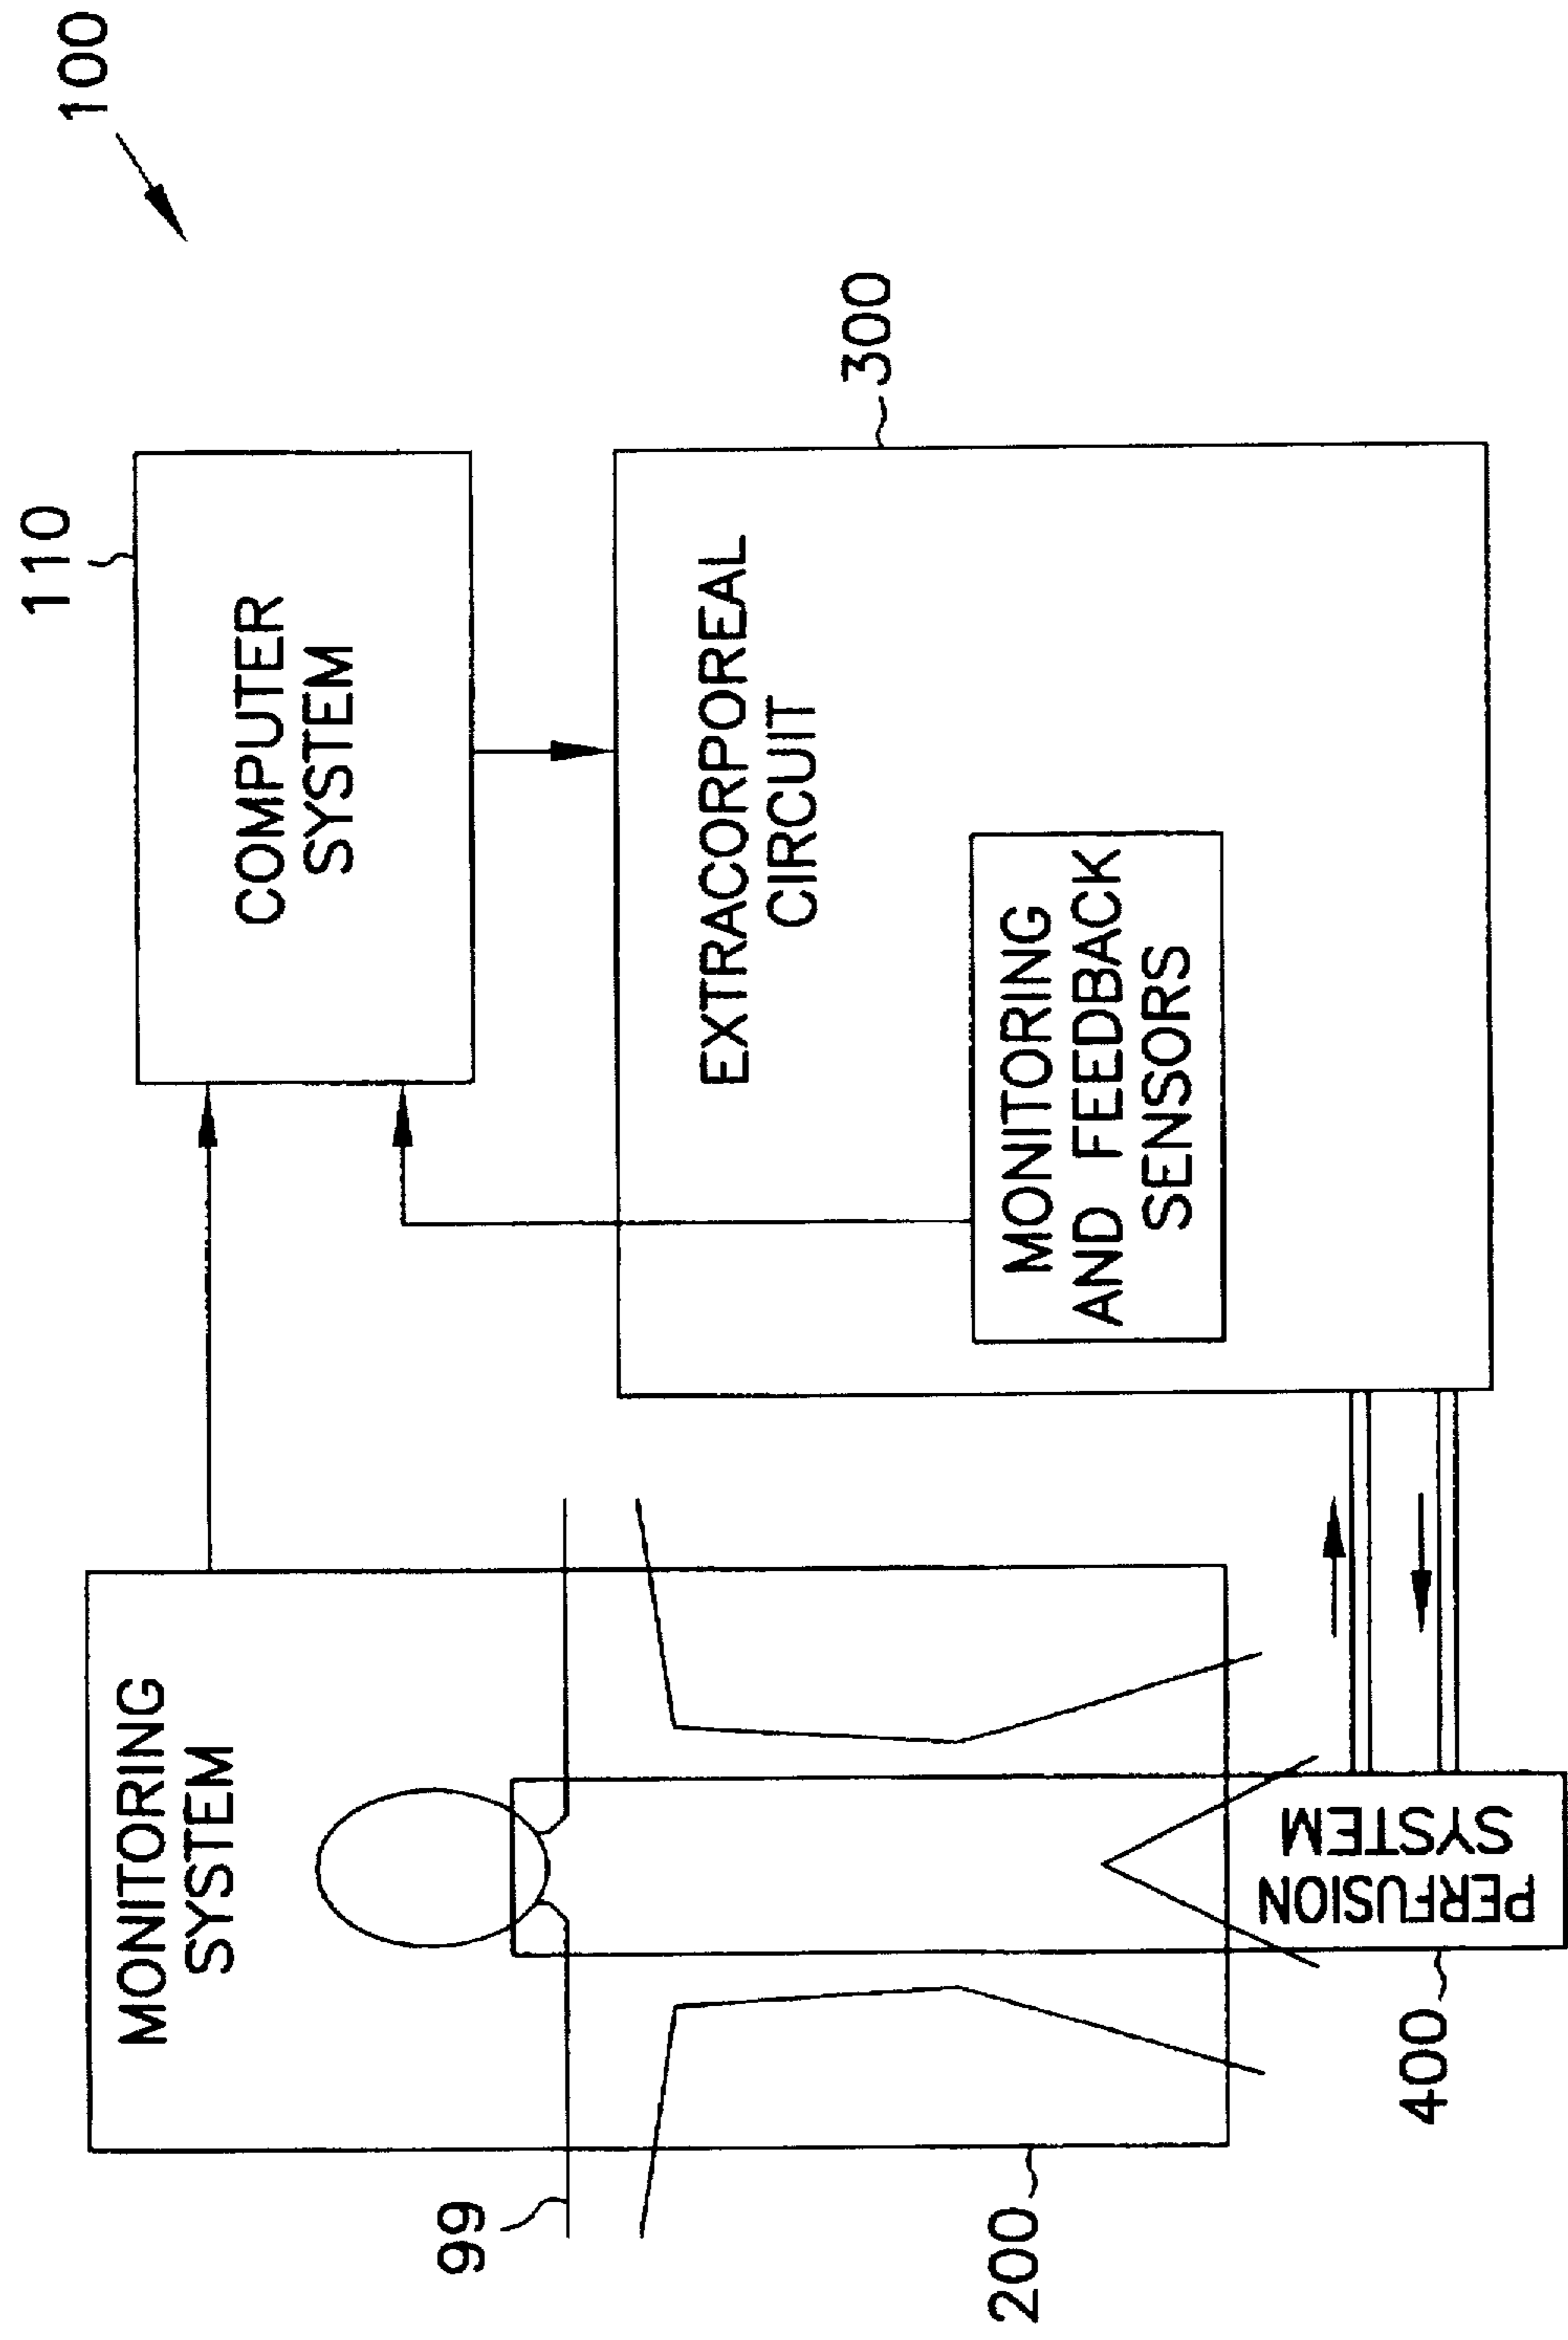 100
110
COMPUTER
SYSTEM
300
EXTRACORPOREAL
CIRCUIT
MONITORING
AND FEEDBACK
SENSORS
MONITORING
SYSTEM
99
200
PERFUSION
SYSTEM
400